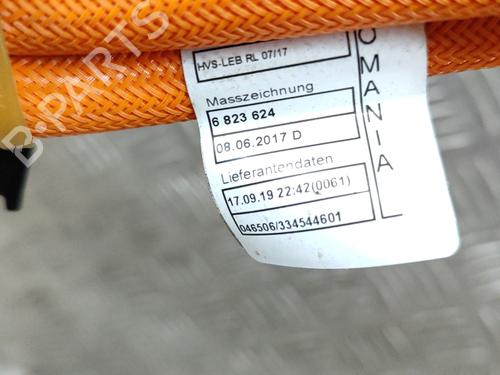 HVS-LEB RL 07/17
Masszeichnung
6 823 624
08.06.2017 D
Lieferantendaten
17.09.19 22:42(0061)
046506/334544601
OMANIA
B-PARTS